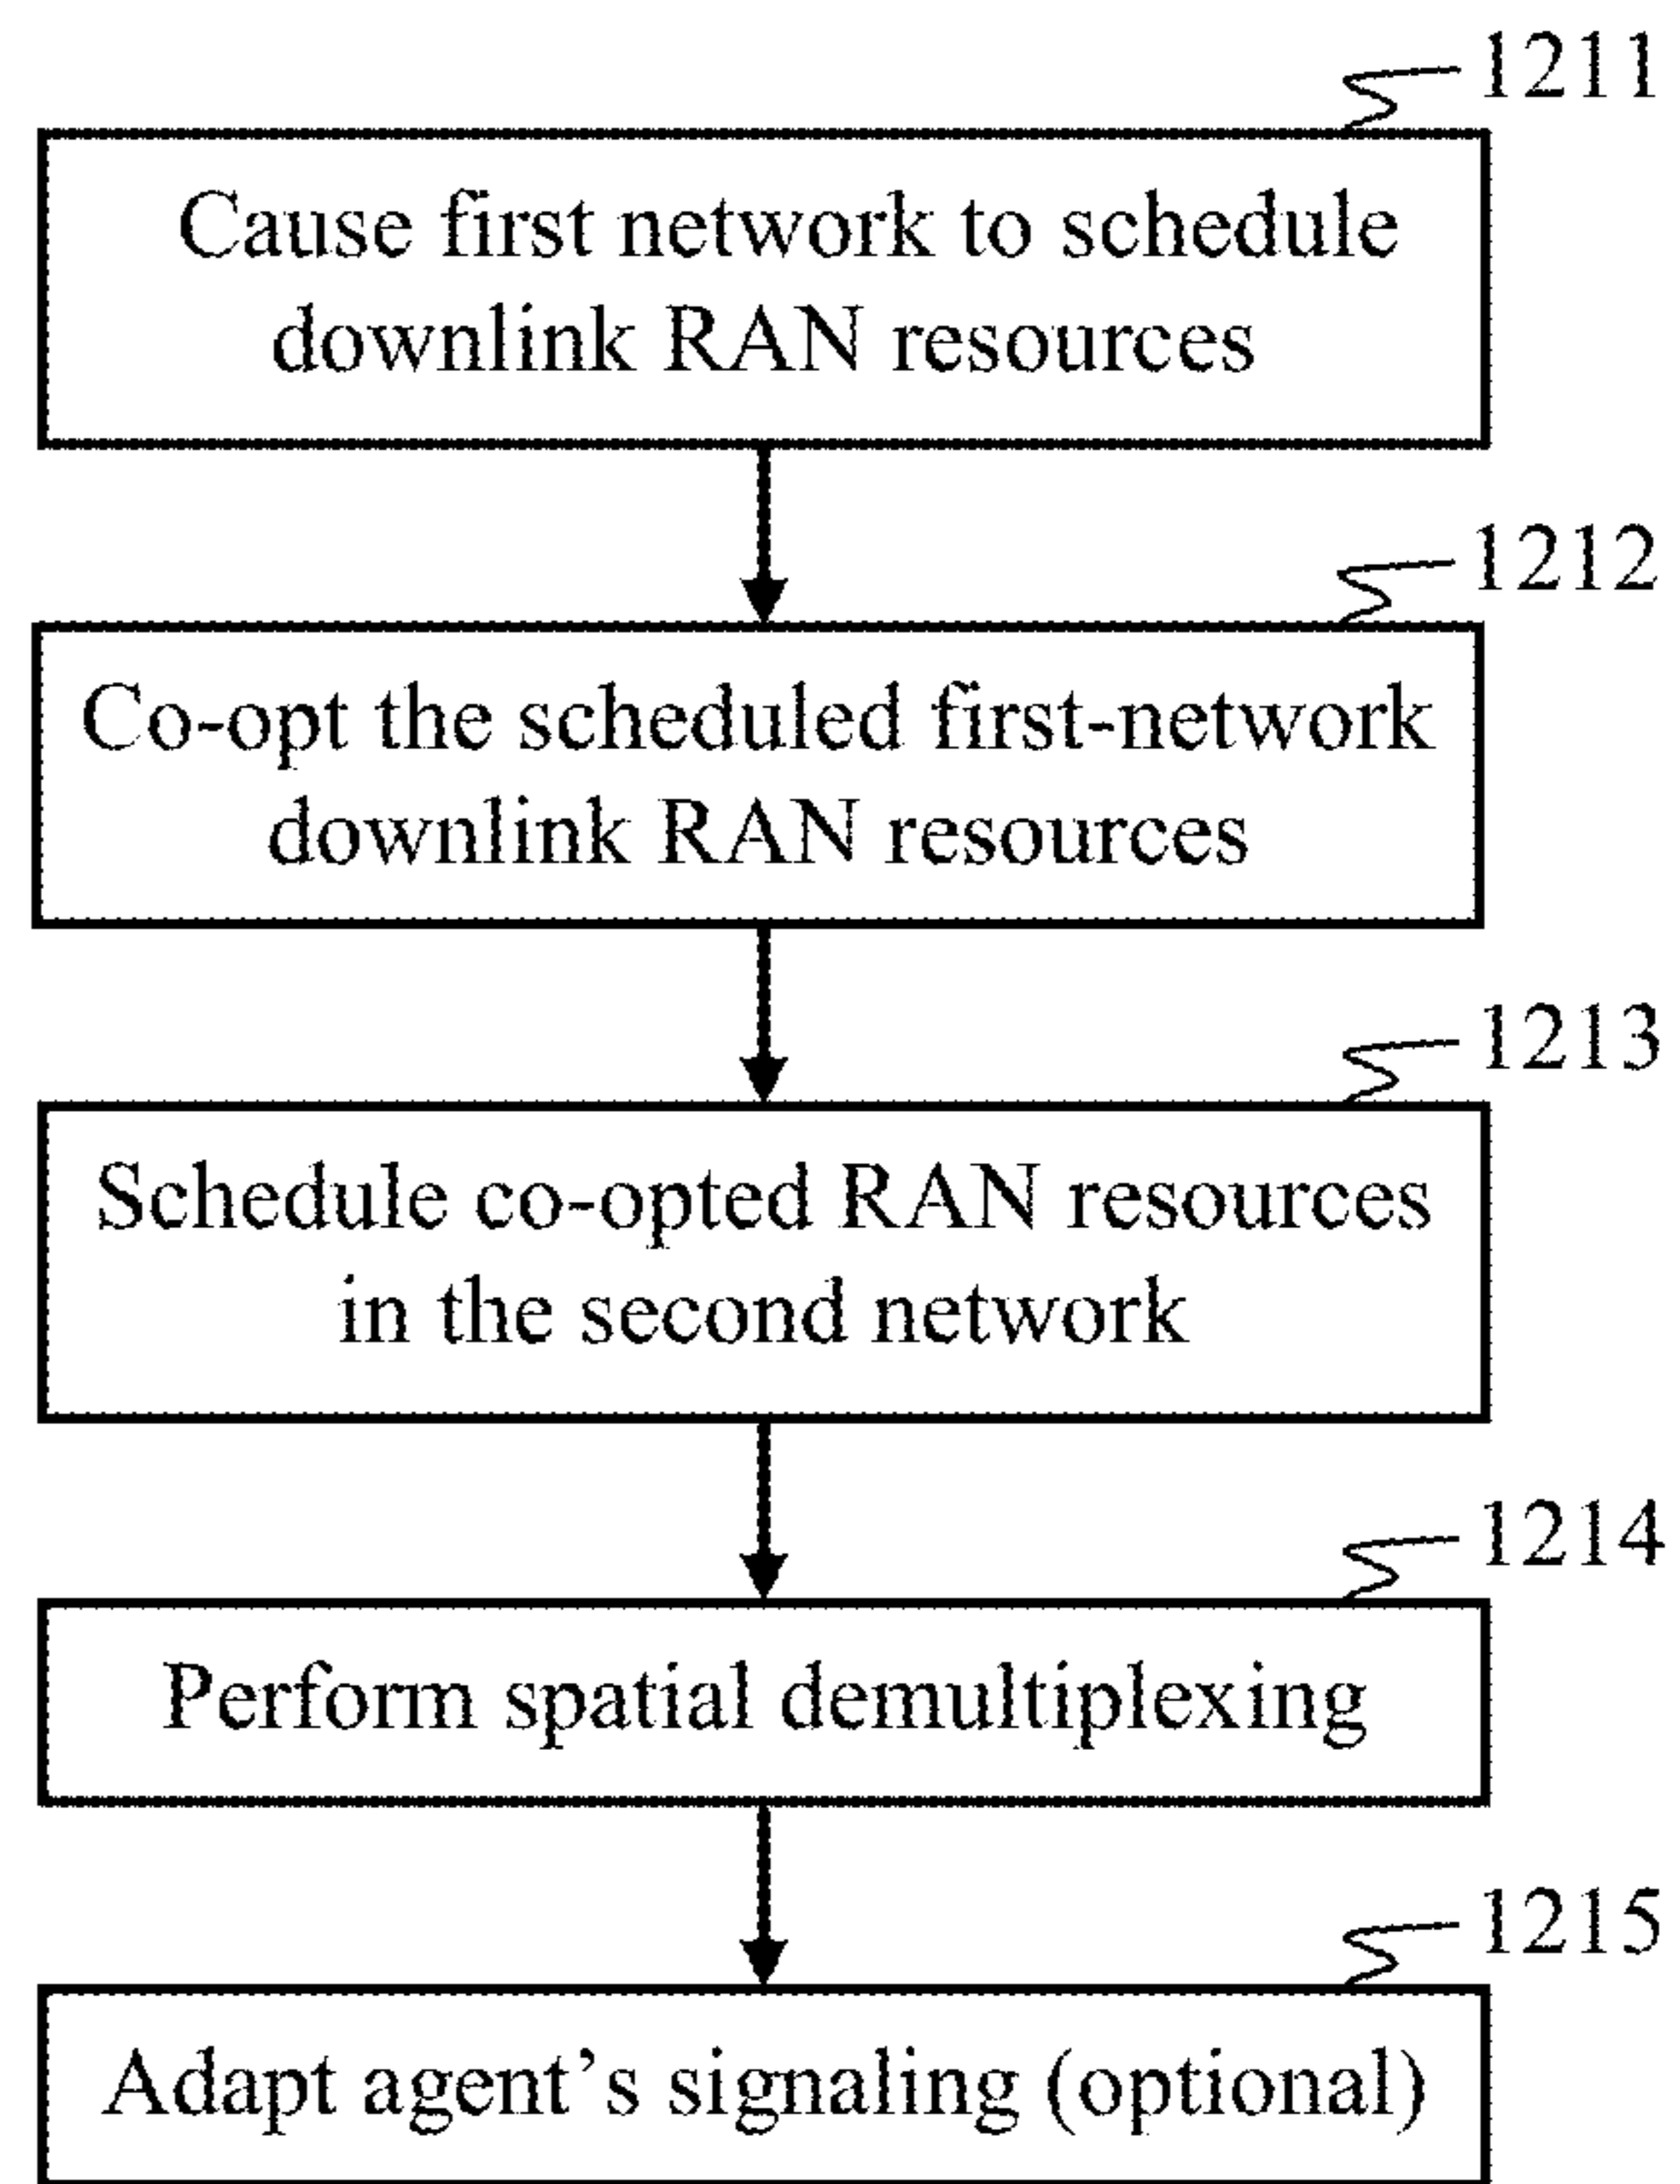 1211
Cause first network to schedule
downlink RAN resources
1212
Co-opt the scheduled first-network
downlink RAN resources
1213
Schedule co-opted RAN resources
in the second network
1214
Perform spatial demultiplexing
1215
Adapt agent’s signaling (optional)